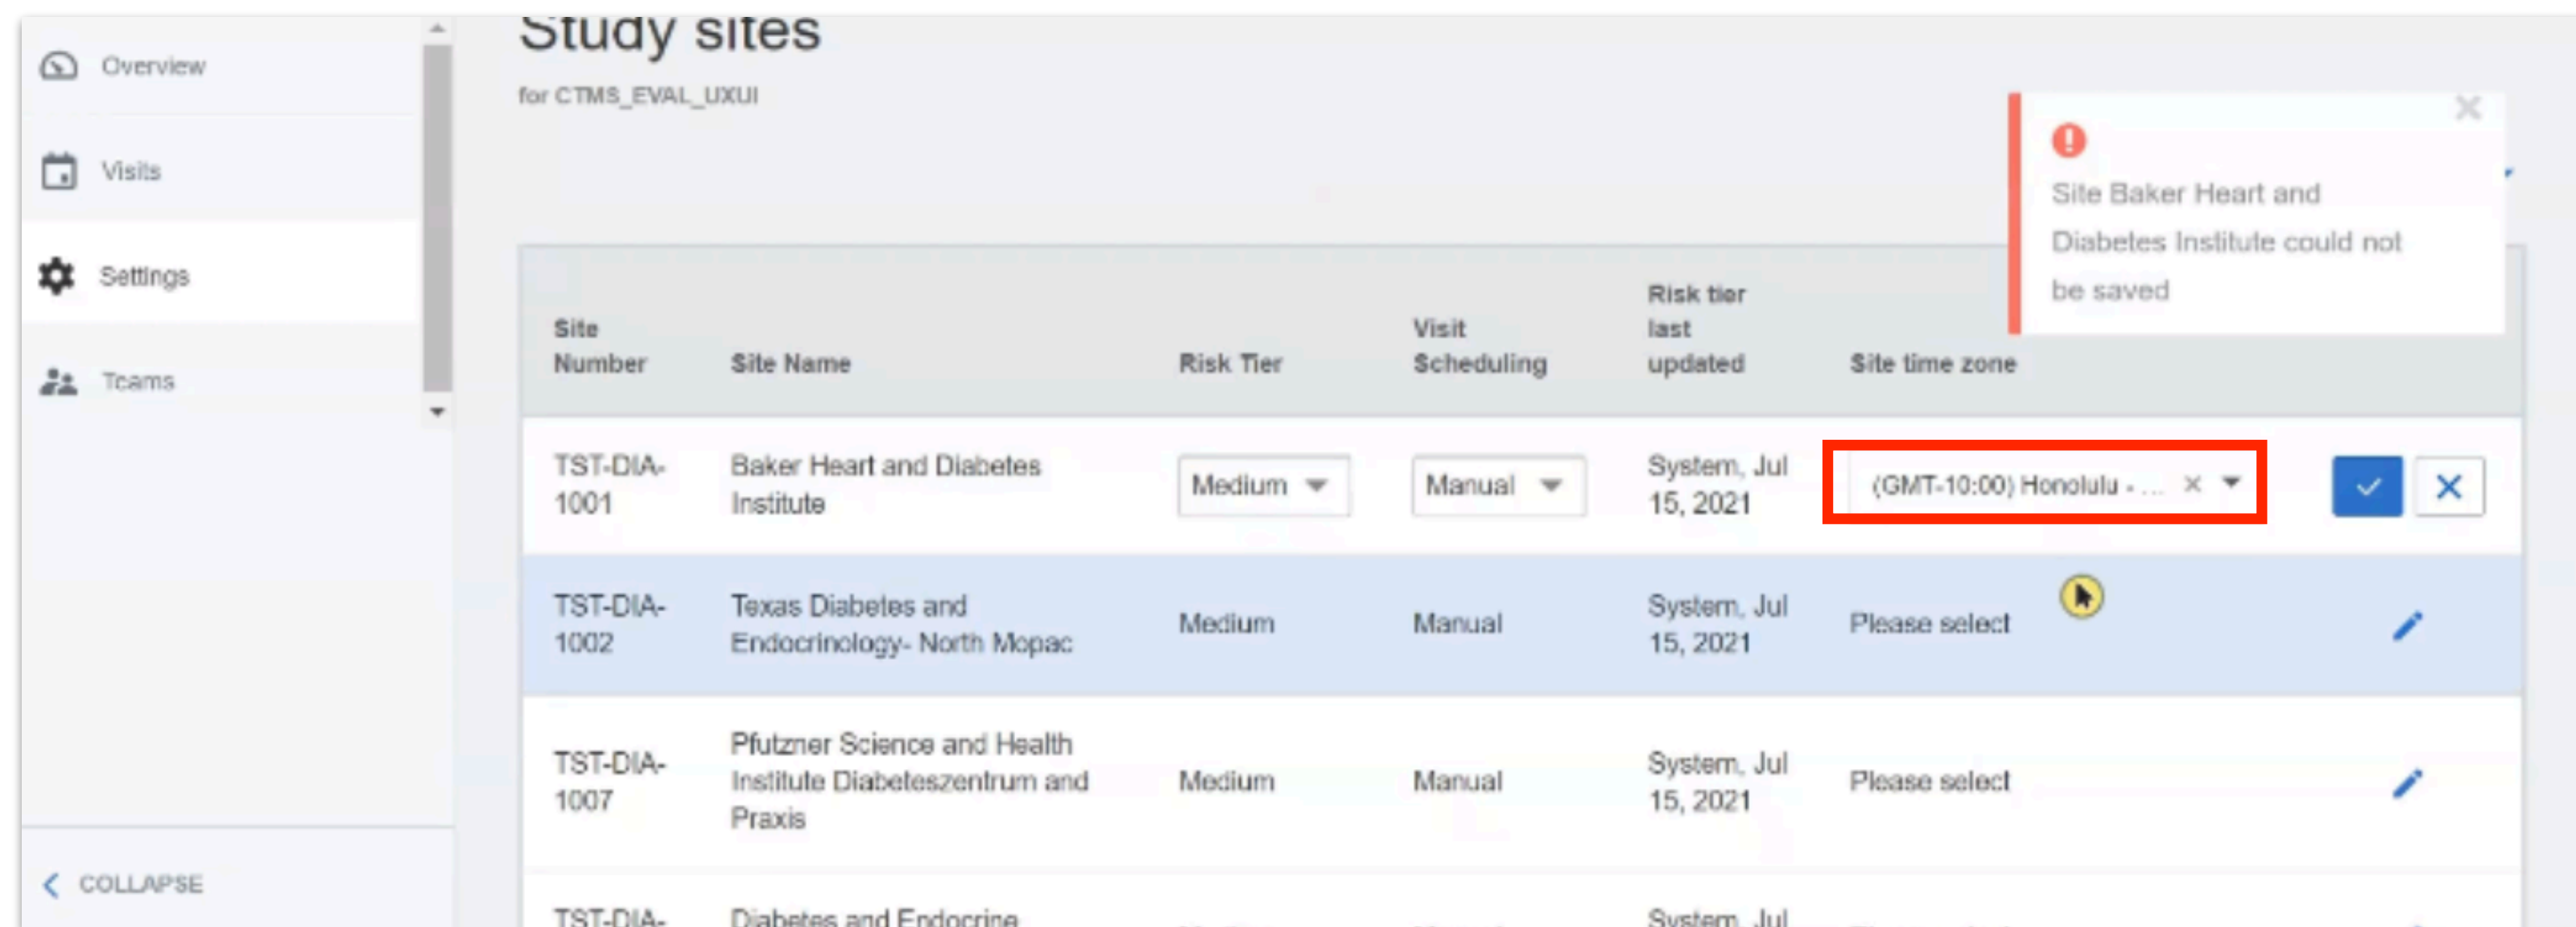 Study sites
for CTMS_EVAL_UXUI
Overview
Visits
Settings
Teams
COLLAPSE
Site Baker Heart and
Diabetes Institute could not
be saved
Site
Number
Site Name
Risk Tier
Visit
Scheduling
Risk tier
last
updated
Site time zone
TST-DIA-
1001
Baker Heart and Diabetes
Institute
Medium
Manual
System, Jul
15, 2021
(GMT-10:00) Honolulu - ...
TST-DIA-
1002
Texas Diabetes and
Endocrinology- North Mopac
Medium
Manual
System, Jul
15, 2021
Please select
TST-DIA-
1007
Pfutzner Science and Health
Institute Diabeteszentrum and
Praxis
Medium
Manual
System, Jul
15, 2021
Please select
TST-DIA-
Diabetes and Endocrine
System, Jul